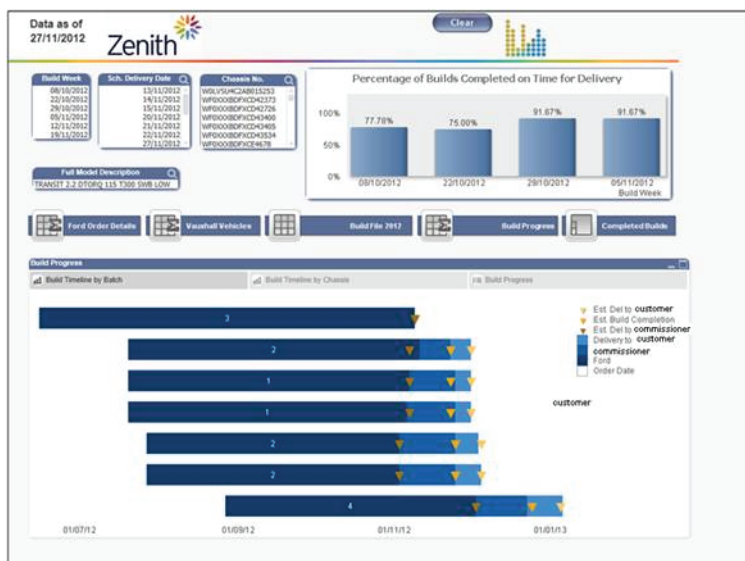 Data as of
27/11/2012
Zenith
Clear
Build Week
08/10/2012
22/10/2012
29/10/2012
05/11/2012
12/11/2012
19/11/2012
Sch. Delivery Date
13/11/2012
14/11/2012
15/11/2012
20/11/2012
21/11/2012
22/11/2012
27/11/2012
Chassis No.
W0LVSU4C2AB015253
WF0XXXBDFXCD42373
WF0XXXBDFXCD42726
WF0XXXBDFXCD43400
WF0XXXBDFXCD43405
WF0XXXBDFXCD43534
WF0XXXBDFXCE4678
Full Model Description
TRANSIT 2.2 DTORQ 115 T300 SWB LOW
Percentage of Builds Completed on Time for Delivery
100%
50%
0%
77.78%
75.00%
91.67%
91.67%
08/10/2012
22/10/2012
29/10/2012
05/11/2012
Build Week
Ford Order Details
Vauxhall Vehicles
Build File 2012
Build Progress
Completed Builds
Build Progress
Build Timeline by Batch
Build Timeline by Chassis
Build Progress
3
2
1
1
2
2
4
Est. Del to customer
Est. Build Completion
Est. Del to commissioner
Delivery to customer
commissioner
Ford
Order Date
customer
01/07/12
01/09/12
01/11/12
01/01/13